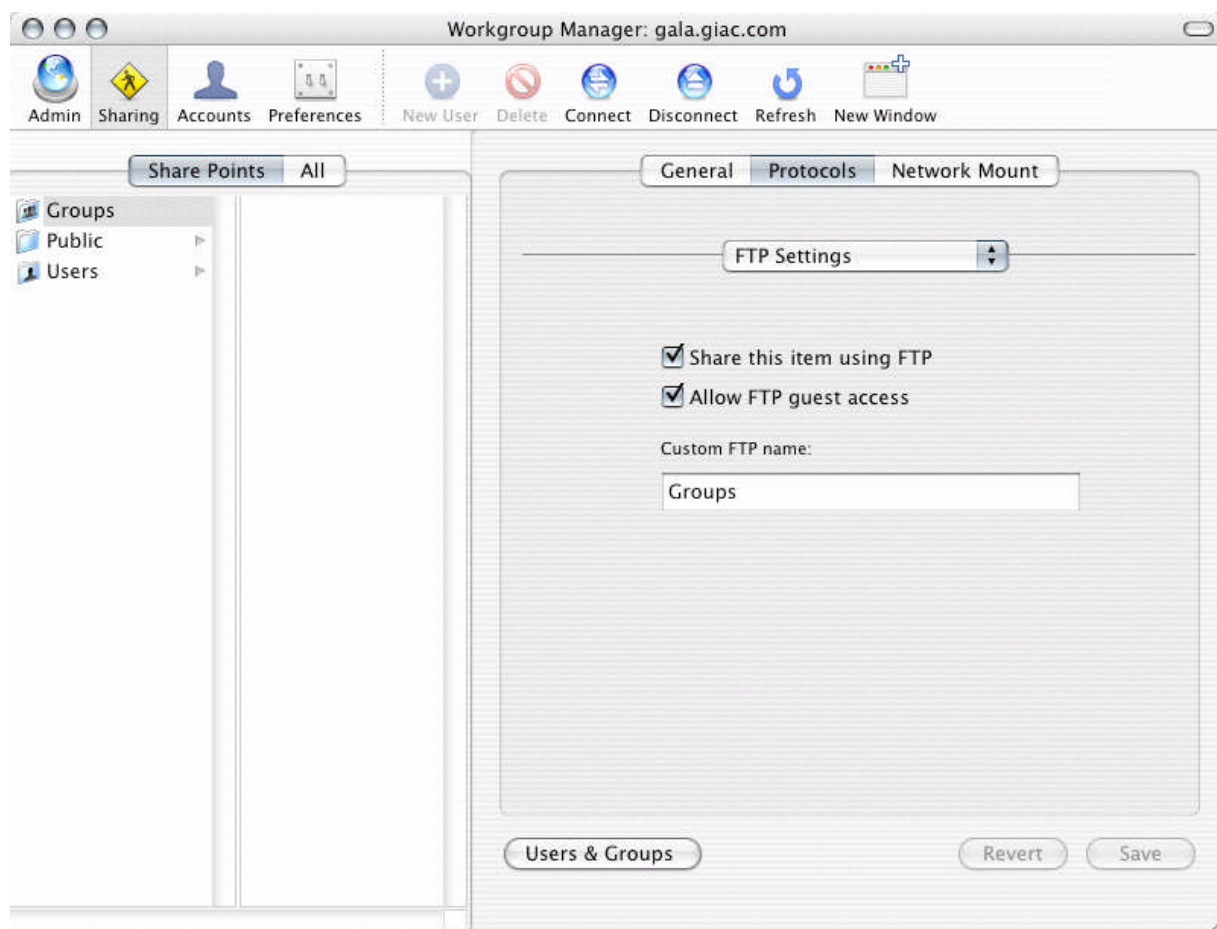 Workgroup Manager: gala.giac.com
Admin Sharing Accounts Preferences New User Delete Connect Disconnect Refresh New Window
Share Points All
General Protocols Network Mount
Groups
Public
Users
FTP Settings
Share this item using FTP
Allow FTP guest access
Custom FTP name:
Groups
Users & Groups
Revert Save